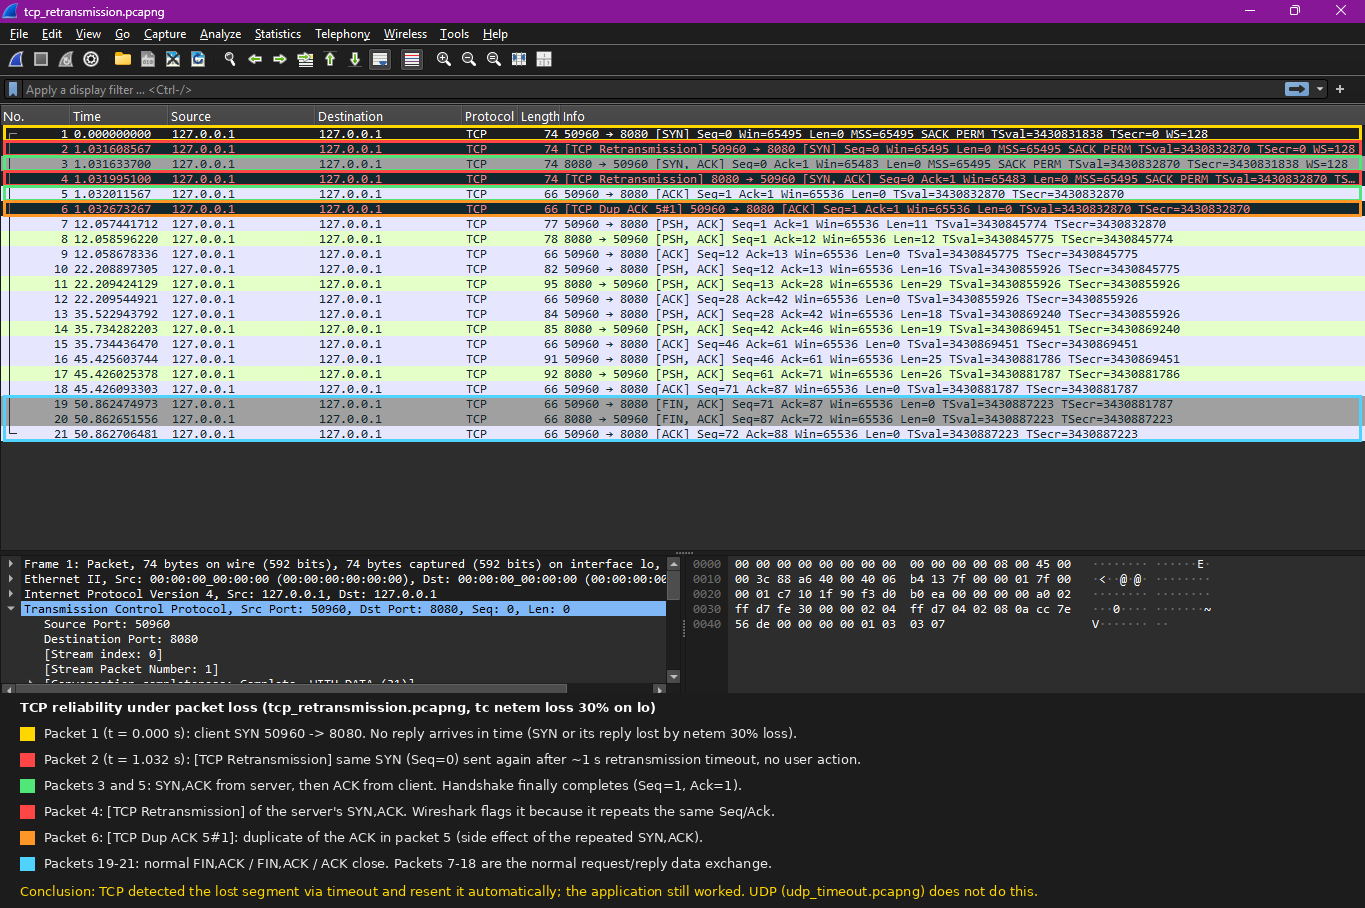 tcp_retransmission.pcapng
File Edit View Go Capture Analyze Statistics Telephony Wireless Tools Help
Apply a display filter ... <Ctrl-/>
No. Time Source Destination Protocol Length Info
1 0.000000000 127.0.0.1 127.0.0.1 TCP 74 50960 → 8080 [SYN] Seq=0 Win=65495 Len=0 MSS=65495 SACK_PERM TSval=3430831838 TSecr=0 WS=128
2 1.031608567 127.0.0.1 127.0.0.1 TCP 74 [TCP Retransmission] 50960 → 8080 [SYN] Seq=0 Win=65495 Len=0 MSS=65495 SACK_PERM TSval=3430832870 TSecr=0 WS=128
3 1.031633700 127.0.0.1 127.0.0.1 TCP 74 8080 → 50960 [SYN, ACK] Seq=0 Ack=1 Win=65483 Len=0 MSS=65495 SACK_PERM TSval=3430832870 TSecr=3430831838 WS=128
4 1.031995100 127.0.0.1 127.0.0.1 TCP 74 [TCP Retransmission] 8080 → 50960 [SYN, ACK] Seq=0 Ack=1 Win=65483 Len=0 MSS=65495 SACK_PERM TSval=3430832870 TS…
5 1.032011567 127.0.0.1 127.0.0.1 TCP 66 50960 → 8080 [ACK] Seq=1 Ack=1 Win=65536 Len=0 TSval=3430832870 TSecr=3430832870
6 1.032673267 127.0.0.1 127.0.0.1 TCP 66 [TCP Dup ACK 5#1] 50960 → 8080 [ACK] Seq=1 Ack=1 Win=65536 Len=0 TSval=3430832870 TSecr=3430832870
7 12.057441712 127.0.0.1 127.0.0.1 TCP 77 50960 → 8080 [PSH, ACK] Seq=1 Ack=1 Win=65536 Len=11 TSval=3430845774 TSecr=3430832870
8 12.058596220 127.0.0.1 127.0.0.1 TCP 78 8080 → 50960 [PSH, ACK] Seq=1 Ack=12 Win=65536 Len=12 TSval=3430845775 TSecr=3430845774
9 12.058678336 127.0.0.1 127.0.0.1 TCP 66 50960 → 8080 [ACK] Seq=12 Ack=13 Win=65536 Len=0 TSval=3430845775 TSecr=3430845775
10 22.208897305 127.0.0.1 127.0.0.1 TCP 82 50960 → 8080 [PSH, ACK] Seq=12 Ack=13 Win=65536 Len=16 TSval=3430855926 TSecr=3430845775
11 22.209424129 127.0.0.1 127.0.0.1 TCP 95 8080 → 50960 [PSH, ACK] Seq=13 Ack=28 Win=65536 Len=29 TSval=3430855926 TSecr=3430855926
12 22.209544921 127.0.0.1 127.0.0.1 TCP 66 50960 → 8080 [ACK] Seq=28 Ack=42 Win=65536 Len=0 TSval=3430855926 TSecr=3430855926
13 35.522943792 127.0.0.1 127.0.0.1 TCP 84 50960 → 8080 [PSH, ACK] Seq=28 Ack=42 Win=65536 Len=18 TSval=3430869240 TSecr=3430855926
14 35.734282203 127.0.0.1 127.0.0.1 TCP 85 8080 → 50960 [PSH, ACK] Seq=42 Ack=46 Win=65536 Len=19 TSval=3430869451 TSecr=3430869240
15 35.734436470 127.0.0.1 127.0.0.1 TCP 66 50960 → 8080 [ACK] Seq=46 Ack=61 Win=65536 Len=0 TSval=3430869451 TSecr=3430869451
16 45.425603744 127.0.0.1 127.0.0.1 TCP 91 50960 → 8080 [PSH, ACK] Seq=46 Ack=61 Win=65536 Len=25 TSval=3430881786 TSecr=3430869451
17 45.426025378 127.0.0.1 127.0.0.1 TCP 92 8080 → 50960 [PSH, ACK] Seq=61 Ack=71 Win=65536 Len=26 TSval=3430881787 TSecr=3430881786
18 45.426093303 127.0.0.1 127.0.0.1 TCP 66 50960 → 8080 [ACK] Seq=71 Ack=87 Win=65536 Len=0 TSval=3430881787 TSecr=3430881787
19 50.862474973 127.0.0.1 127.0.0.1 TCP 66 50960 → 8080 [FIN, ACK] Seq=71 Ack=87 Win=65536 Len=0 TSval=3430887223 TSecr=3430881787
20 50.862651556 127.0.0.1 127.0.0.1 TCP 66 8080 → 50960 [FIN, ACK] Seq=87 Ack=72 Win=65536 Len=0 TSval=3430887223 TSecr=3430887223
21 50.862706481 127.0.0.1 127.0.0.1 TCP 66 50960 → 8080 [ACK] Seq=72 Ack=88 Win=65536 Len=0 TSval=3430887223 TSecr=3430887223
Frame 1: Packet, 74 bytes on wire (592 bits), 74 bytes captured (592 bits) on interface lo,
Ethernet II, Src: 00:00:00_00:00:00 (00:00:00:00:00:00), Dst: 00:00:00_00:00:00 (00:00:00
Internet Protocol Version 4, Src: 127.0.0.1, Dst: 127.0.0.1
Transmission Control Protocol, Src Port: 50960, Dst Port: 8080, Seq: 0, Len: 0
Source Port: 50960
Destination Port: 8080
[Stream index: 0]
[Stream Packet Number: 1]
[Conversation completeness: Complete, WITH_DATA (31)]
0000 00 00 00 00 00 00 00 00 00 00 00 00 08 00 45 00 ········ ······E·
0010 00 3c 88 a6 40 00 40 06 b4 13 7f 00 00 01 7f 00 ·<··@·@· ········
0020 00 01 c7 10 1f 90 f3 d0 b0 ea 00 00 00 00 a0 02 ········ ········
0030 ff d7 fe 30 00 00 02 04 ff d7 04 02 08 0a cc 7e ···0···· ·······~
0040 56 de 00 00 00 00 01 03 03 07 V······· ··
TCP reliability under packet loss (tcp_retransmission.pcapng, tc netem loss 30% on lo)
Packet 1 (t = 0.000 s): client SYN 50960 -> 8080. No reply arrives in time (SYN or its reply lost by netem 30% loss).
Packet 2 (t = 1.032 s): [TCP Retransmission] same SYN (Seq=0) sent again after ~1 s retransmission timeout, no user action.
Packets 3 and 5: SYN,ACK from server, then ACK from client. Handshake finally completes (Seq=1, Ack=1).
Packet 4: [TCP Retransmission] of the server's SYN,ACK. Wireshark flags it because it repeats the same Seq/Ack.
Packet 6: [TCP Dup ACK 5#1]: duplicate of the ACK in packet 5 (side effect of the repeated SYN,ACK).
Packets 19-21: normal FIN,ACK / FIN,ACK / ACK close. Packets 7-18 are the normal request/reply data exchange.
Conclusion: TCP detected the lost segment via timeout and resent it automatically; the application still worked. UDP (udp_timeout.pcapng) does not do this.